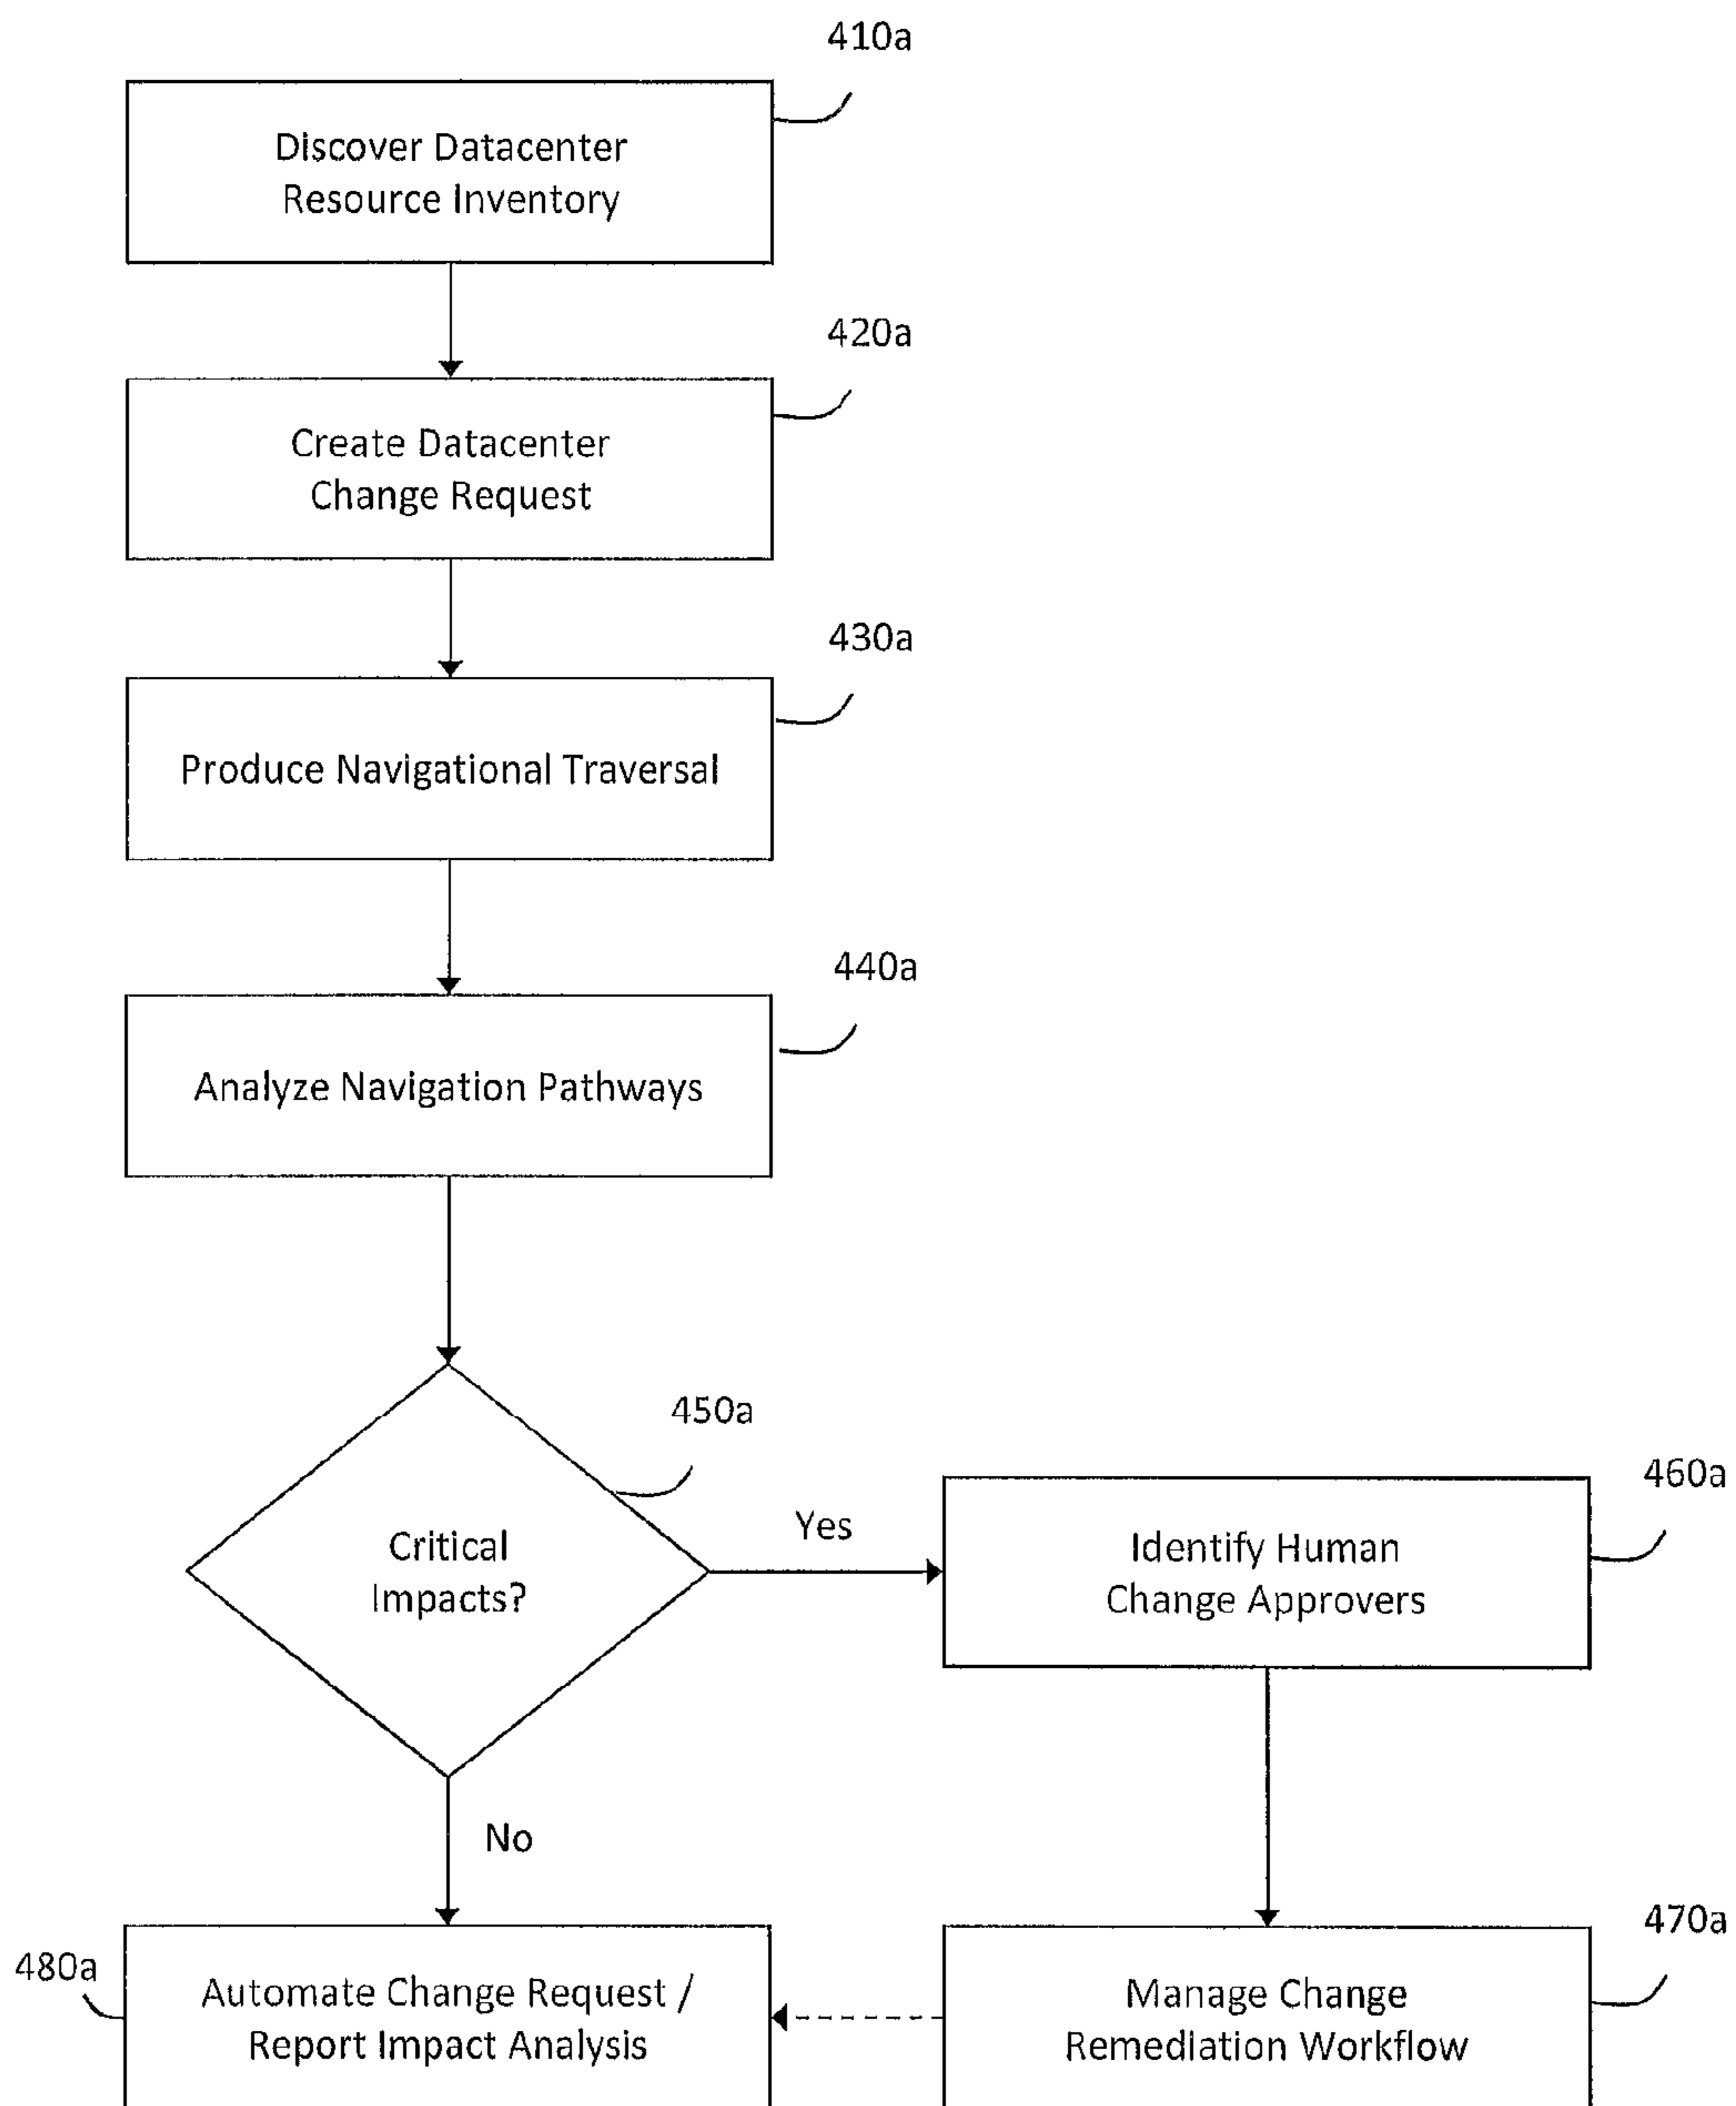 410a
Discover Datacenter
Resource Inventory
420a
Create Datacenter
Change Request
430a
Produce Navigational Traversal
440a
Analyze Navigation Pathways
450a
Critical
Impacts?
Yes
460a
Identify Human
Change Approvers
No
480a
Automate Change Request /
Report Impact Analysis
470a
Manage Change
Remediation Workflow